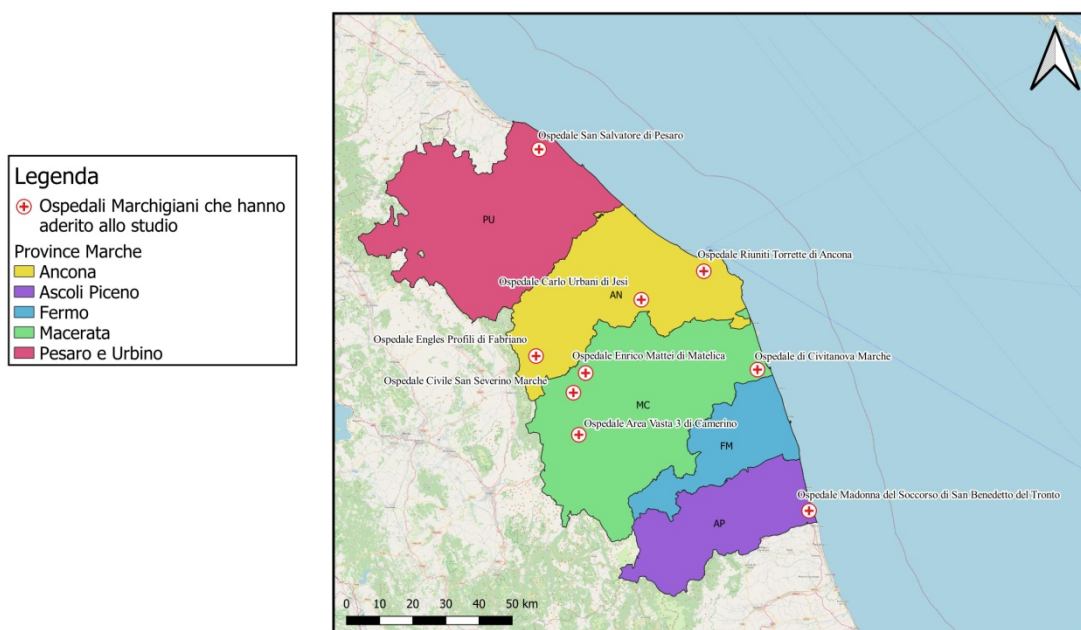 Legenda
Ospedali Marchigiani che hanno
aderito allo studio
Province Marche
Ancona
Ascoli Piceno
Fermo
Macerata
Pesaro e Urbino
Ospedale San Salvatore di Pesaro
PU
Ospedale Riuniti Torrette di Ancona
Ospedale Carlo Urbani di Jesi
AN
Ospedale Engles Profili di Fabriano
Ospedale Enrico Mattei di Matelica
Ospedale di Civitanova Marche
Ospedale Civile San Severino Marche
MC
Ospedale Area Vasta 3 di Camerino
FM
Ospedale Madonna del Soccorso di San Benedetto del Tronto
AP
0 10 20 30 40 50 km